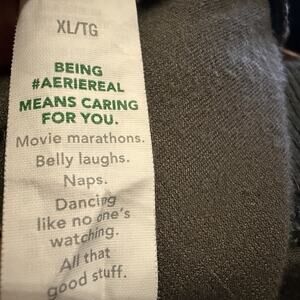 XL/TG
BEING
#AERIEREAL
MEANS CARING
FOR YOU.
Movie marathons.
Belly laughs.
Naps.
Dancing
like no one's
watching.
All that
good stuff.